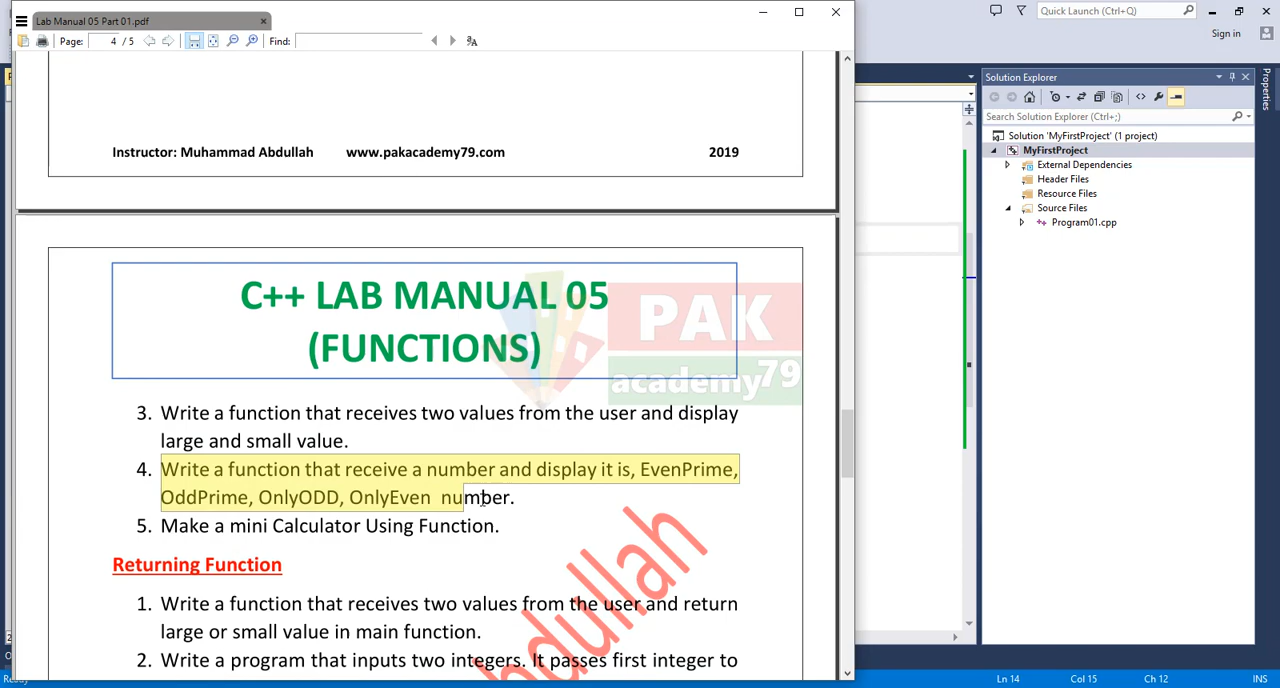 Lab Manual 05 Part 01.pdf
Page: 4 / 5 Find:
Instructor: Muhammad Abdullah www.pakacademy79.com 2019
C++ LAB MANUAL 05
(FUNCTIONS)
PAK
academy79
3. Write a function that receives two values from the user and display
large and small value.
4. Write a function that receive a number and display it is, EvenPrime,
OddPrime, OnlyODD, OnlyEven number.
5. Make a mini Calculator Using Function.
Returning Function
1. Write a function that receives two values from the user and return
large or small value in main function.
2. Write a program that inputs two integers. It passes first integer to
bdullah
Quick Launch (Ctrl+Q)
Sign in
Solution Explorer
Search Solution Explorer (Ctrl+;)
Solution 'MyFirstProject' (1 project)
MyFirstProject
External Dependencies
Header Files
Resource Files
Source Files
Program01.cpp
Properties
Ready Ln 14 Col 15 Ch 12 INS